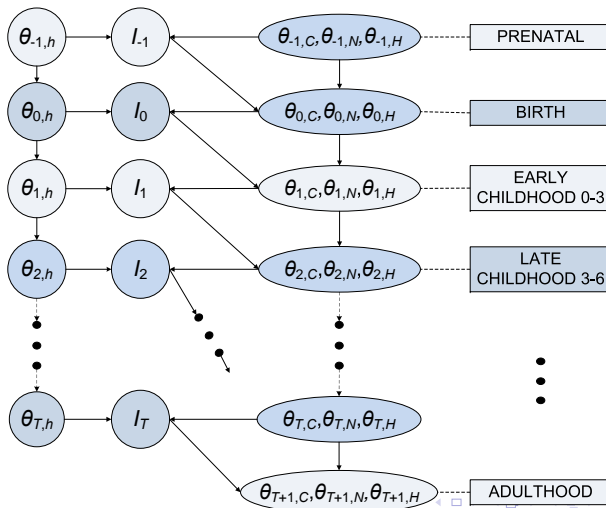 θ-1,h I-1 θ-1,C,θ-1,N,θ-1,H PRENATAL
θ0,h I0 θ0,C,θ0,N,θ0,H BIRTH
θ1,h I1 θ1,C,θ1,N,θ1,H EARLY
CHILDHOOD 0-3
θ2,h I2 θ2,C,θ2,N,θ2,H LATE
CHILDHOOD 3-6
θT,h IT θT,C,θT,N,θT,H
θT+1,C,θT+1,N,θT+1,H ADULTHOOD